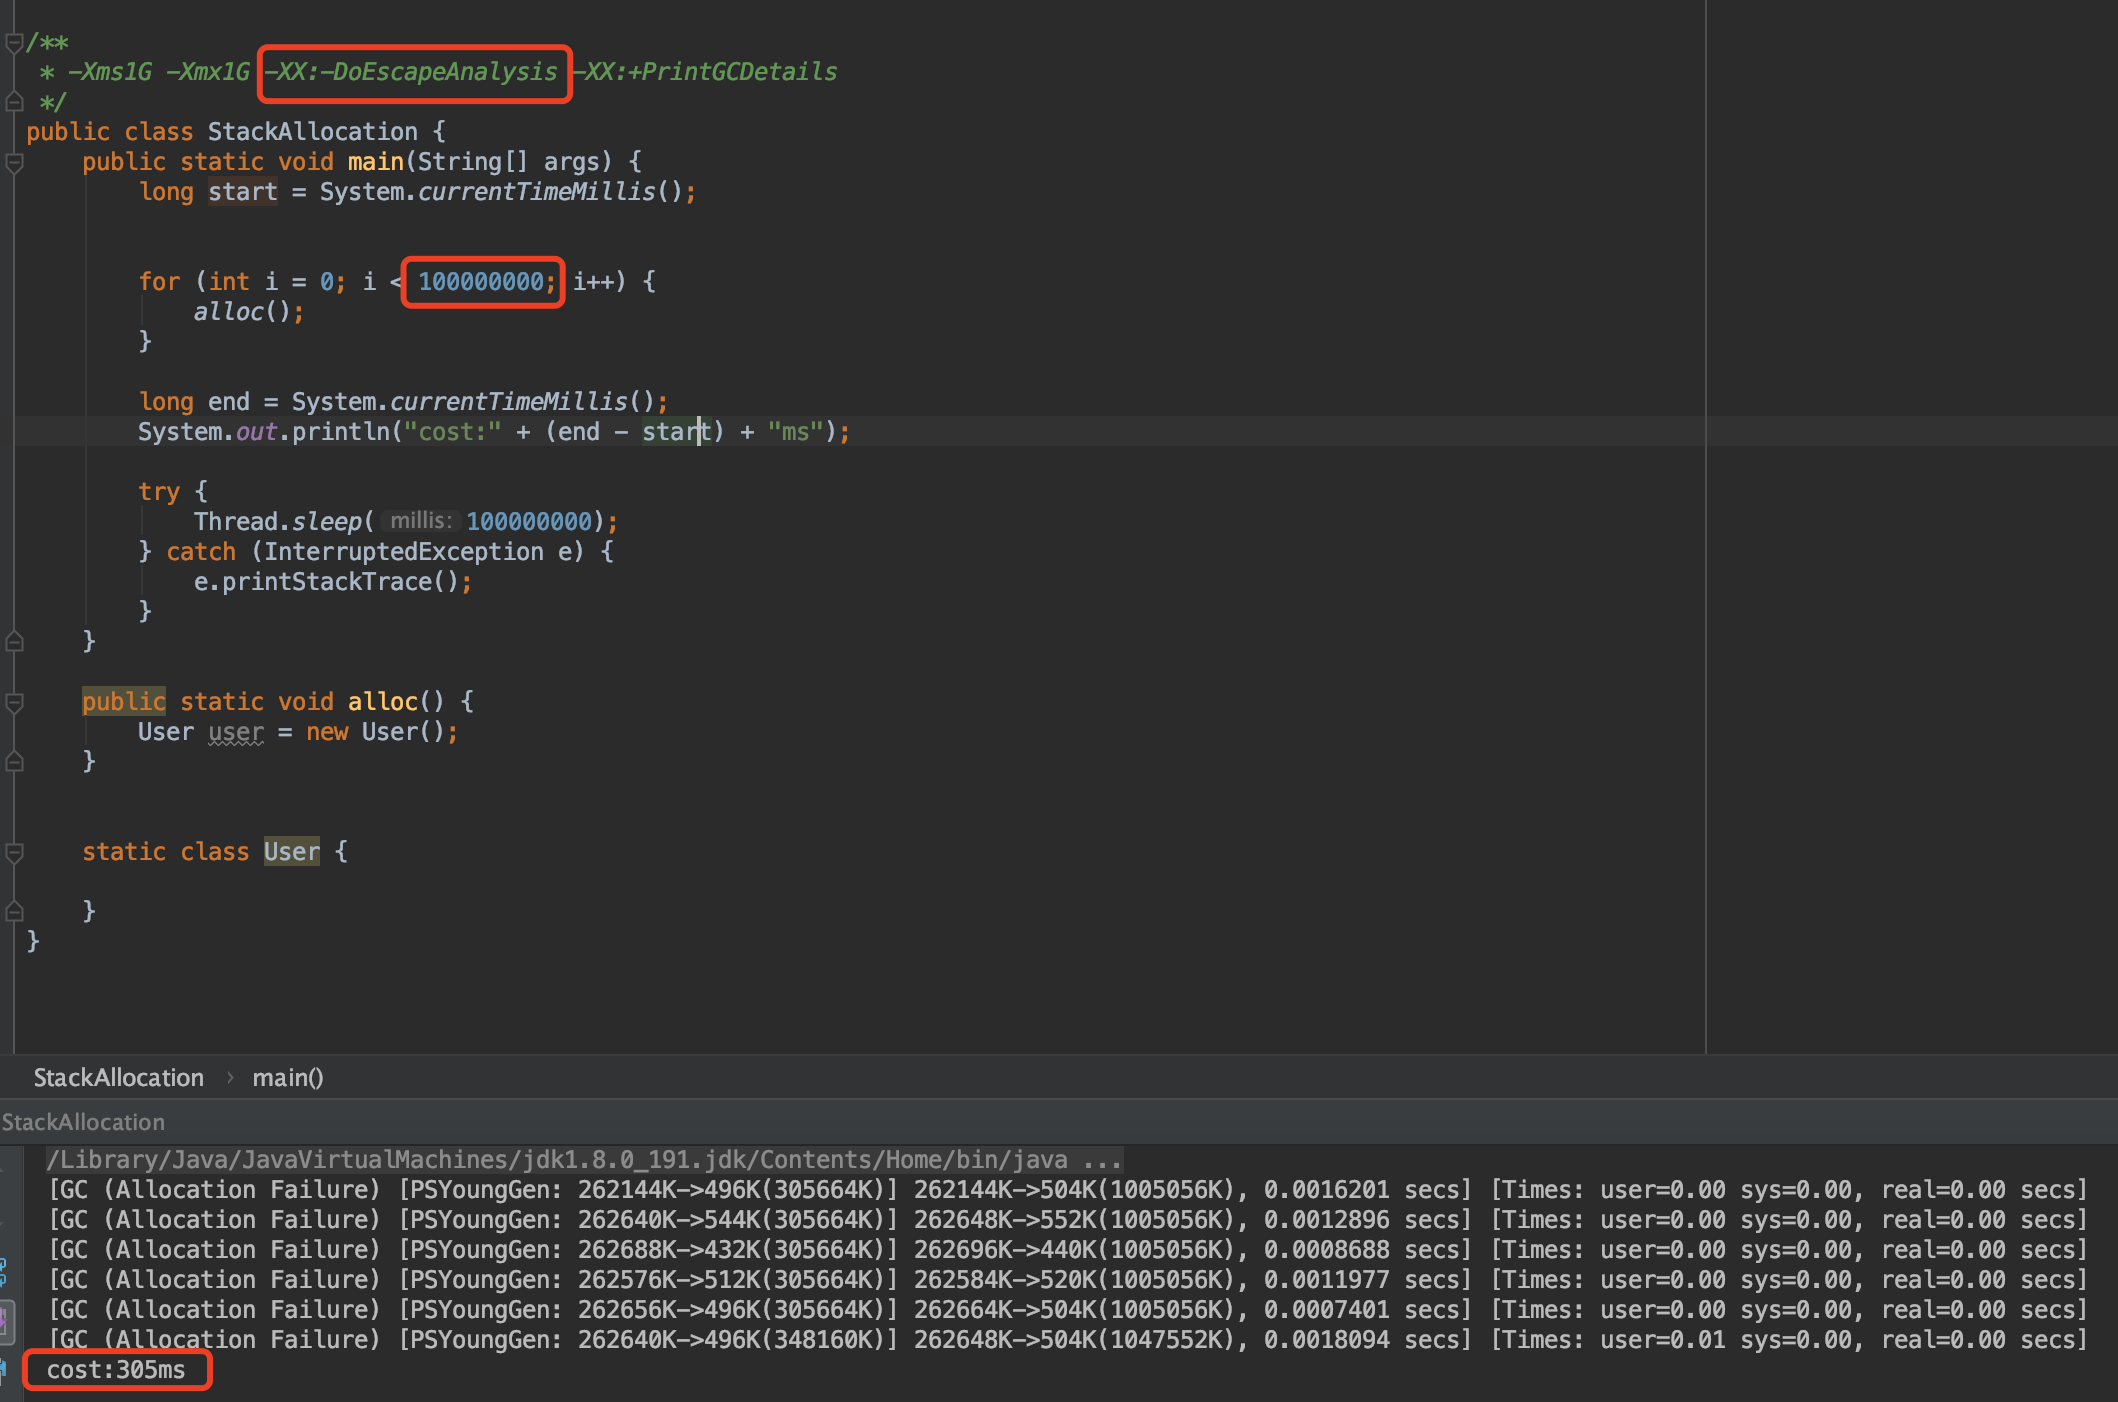 /**
* -Xms1G -Xmx1G -XX:-DoEscapeAnalysis -XX:+PrintGCDetails
*/
public class StackAllocation {
public static void main(String[] args) {
long start = System.currentTimeMillis();
for (int i = 0; i < 100000000; i++) {
alloc();
}
long end = System.currentTimeMillis();
System.out.println("cost:" + (end - start) + "ms");
try {
Thread.sleep( millis: 100000000);
} catch (InterruptedException e) {
e.printStackTrace();
}
}
public static void alloc() {
User user = new User();
}
static class User {
}
}
StackAllocation › main()
StackAllocation
/Library/Java/JavaVirtualMachines/jdk1.8.0_191.jdk/Contents/Home/bin/java ...
[GC (Allocation Failure) [PSYoungGen: 262144K->496K(305664K)] 262144K->504K(1005056K), 0.0016201 secs] [Times: user=0.00 sys=0.00, real=0.00 secs]
[GC (Allocation Failure) [PSYoungGen: 262640K->544K(305664K)] 262648K->552K(1005056K), 0.0012896 secs] [Times: user=0.00 sys=0.00, real=0.00 secs]
[GC (Allocation Failure) [PSYoungGen: 262688K->432K(305664K)] 262696K->440K(1005056K), 0.0008688 secs] [Times: user=0.00 sys=0.00, real=0.00 secs]
[GC (Allocation Failure) [PSYoungGen: 262576K->512K(305664K)] 262584K->520K(1005056K), 0.0011977 secs] [Times: user=0.00 sys=0.00, real=0.00 secs]
[GC (Allocation Failure) [PSYoungGen: 262656K->496K(305664K)] 262664K->504K(1005056K), 0.0007401 secs] [Times: user=0.00 sys=0.00, real=0.00 secs]
[GC (Allocation Failure) [PSYoungGen: 262640K->496K(348160K)] 262648K->504K(1047552K), 0.0018094 secs] [Times: user=0.01 sys=0.00, real=0.00 secs]
cost:305ms